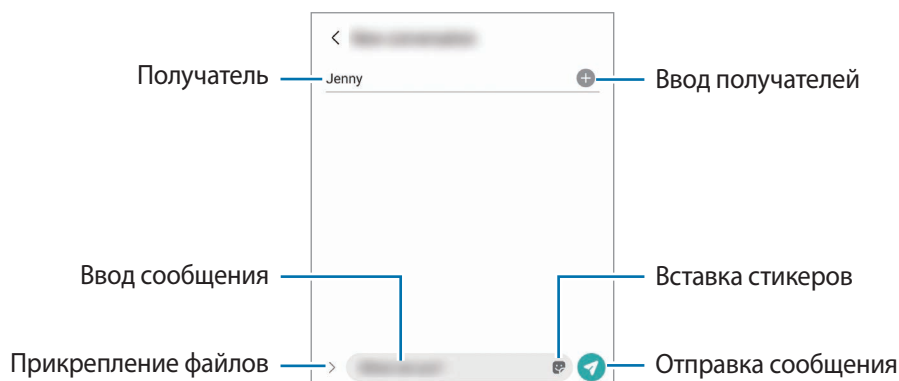 Получатель
Jenny
Ввод получателей
Ввод сообщения
Вставка стикеров
Прикрепление файлов
Отправка сообщения